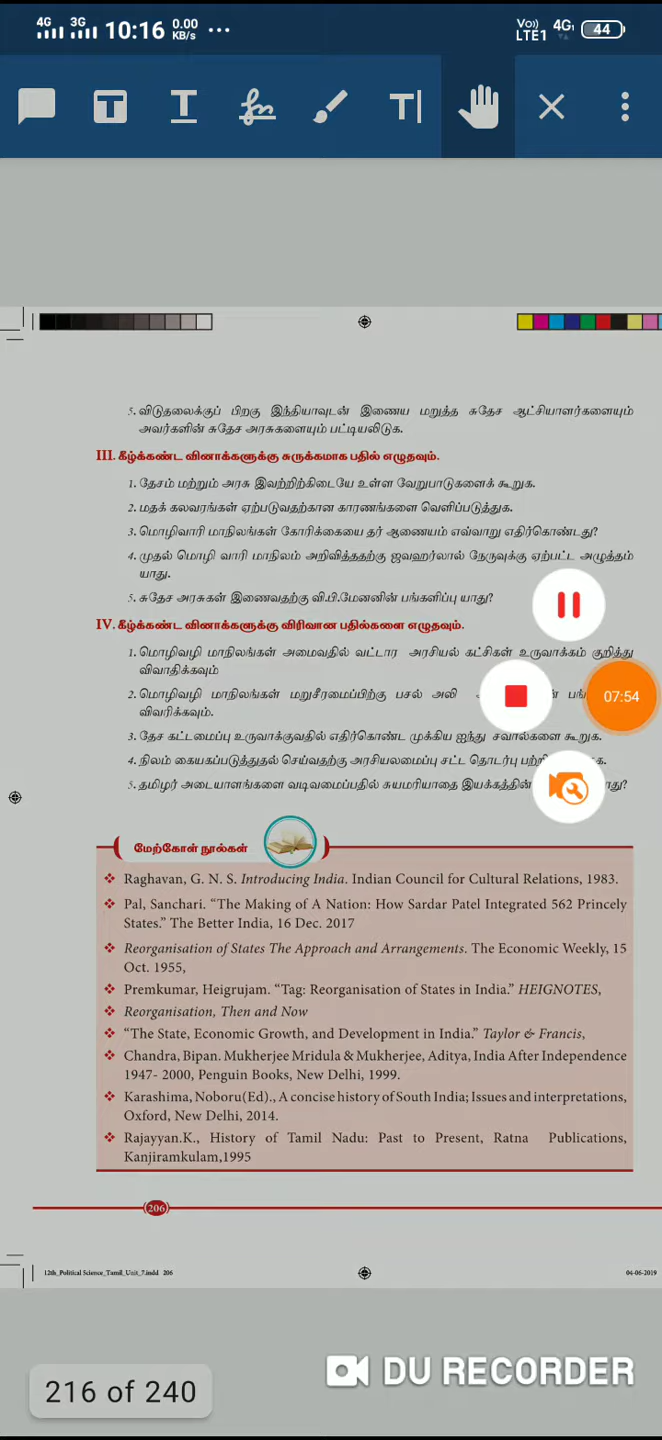 4G 3G 10:16 0.00 KB/s ... Vo)) LTE1 4G 44
T T T
5. விடுதலைக்குப் பிறகு இந்தியாவுடன் இணைய மறுத்த சுதேச ஆட்சியாளர்களையும்
அவர்களின் சுதேச அரசுகளையும் பட்டியலிடுக.
III. கீழ்க்கண்ட வினாக்களுக்கு சுருக்கமாக பதில் எழுதவும்.
1. தேசம் மற்றும் அரசு இவற்றிற்கிடையே உள்ள வேறுபாடுகளைக் கூறுக.
2. மதக் கலவரங்கள் ஏற்படுவதற்கான காரணங்களை வெளிப்படுத்துக.
3. மொழிவாரி மாநிலங்கள் கோரிக்கையை தர் ஆணையம் எவ்வாறு எதிர்கொண்டது?
4. முதல் மொழி வாரி மாநிலம் அறிவித்ததற்கு ஜவஹர்லால் நேருவுக்கு ஏற்பட்ட அழுத்தம்
யாது.
5. சுதேச அரசுகள் இணைவதற்கு வி.பி.மேனனின் பங்களிப்பு யாது?
IV. கீழ்க்கண்ட வினாக்களுக்கு விரிவான பதில்களை எழுதவும்.
1. மொழிவழி மாநிலங்கள் அமைவதில் வட்டார அரசியல் கட்சிகள் உருவாக்கம் குறித்து
விவாதிக்கவும்
2. மொழிவழி மாநிலங்கள் மறுசீரமைப்பிற்கு பசல் அலி
விவரிக்கவும்.
07:54
3. தேச கட்டமைப்பு உருவாக்குவதில் எதிர்கொண்ட முக்கிய ஐந்து சவால்களை கூறுக.
4. நிலம் கையகப்படுத்துதல் செய்வதற்கு அரசியலமைப்பு சட்ட தொடர்பு
5. தமிழர் அடையாளங்களை வடிவமைப்பதில் சுயமரியாதை இயக்கத்தின்
மேற்கோள் நூல்கள்
❖ Raghavan, G. N. S. Introducing India. Indian Council for Cultural Relations, 1983.
❖ Pal, Sanchari. “The Making of A Nation: How Sardar Patel Integrated 562 Princely
States.” The Better India, 16 Dec. 2017
❖ Reorganisation of States The Approach and Arrangements. The Economic Weekly, 15
Oct. 1955,
❖ Premkumar, Heigrujam. “Tag: Reorganisation of States in India.” HEIGNOTES,
❖ Reorganisation, Then and Now
❖ “The State, Economic Growth, and Development in India.” Taylor & Francis,
❖ Chandra, Bipan. Mukherjee Mridula & Mukherjee, Aditya, India After Independence
1947- 2000, Penguin Books, New Delhi, 1999.
❖ Karashima, Noboru(Ed)., A concise history of South India; Issues and interpretations,
Oxford, New Delhi, 2014.
❖ Rajayyan.K., History of Tamil Nadu: Past to Present, Ratna Publications,
Kanjiramkulam,1995
206
12th_Political Science_Tamil_Unit_7.indd 206 04-06-2019
216 of 240
DU RECORDER